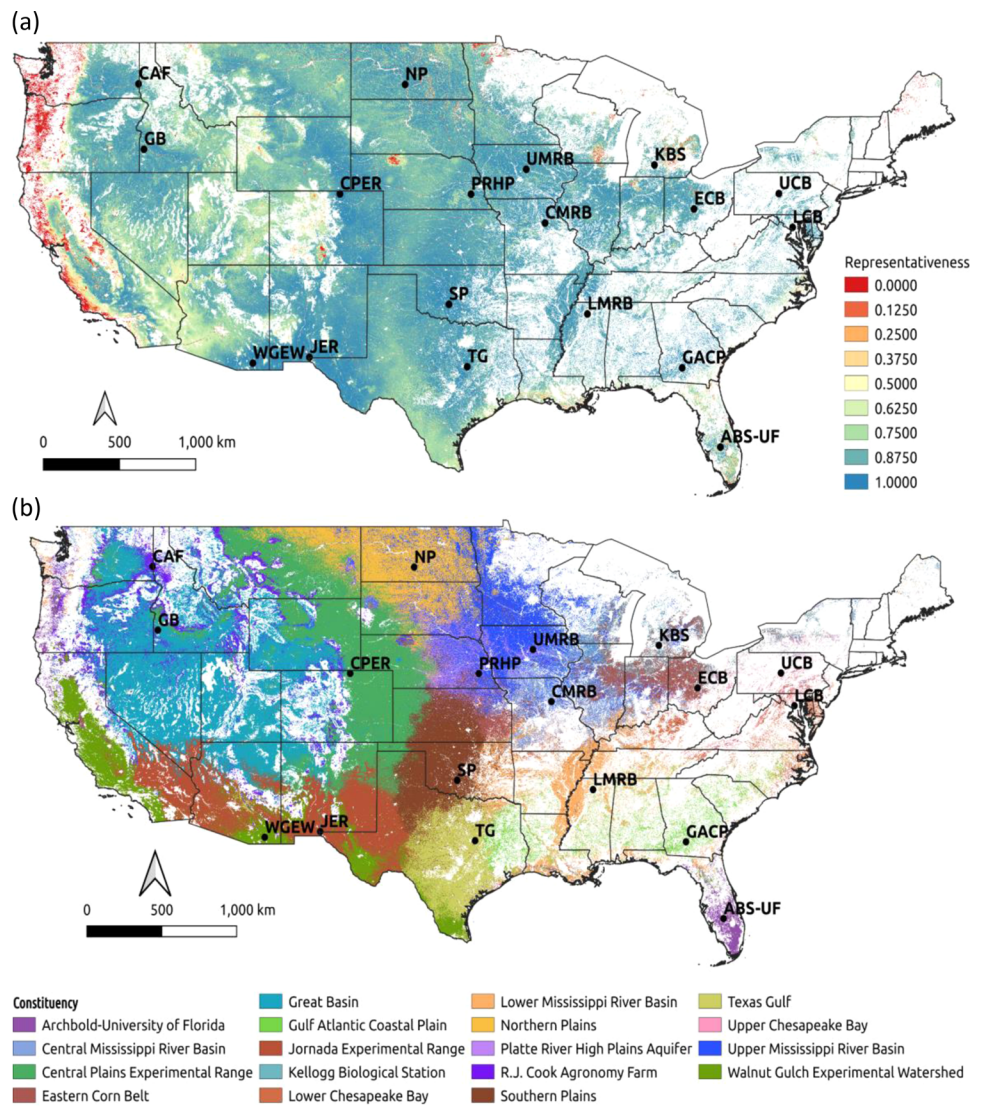 (a)
CAF
NP
GB
UMRB
KBS
CPER
PRHP
ECB
UCB
CMRB
LCB
SP
LMRB
WGEW
JER
TG
GACP
ABS-UF
Representativeness
0.0000
0.1250
0.2500
0.3750
0.5000
0.6250
0.7500
0.8750
1.0000
0 500 1,000 km
(b)
CAF
NP
GB
UMRB
KBS
CPER
PRHP
ECB
UCB
CMRB
LCB
SP
LMRB
WGEW
JER
TG
GACP
ABS-UF
0 500 1,000 km
Constituency
Archbold-University of Florida
Central Mississippi River Basin
Central Plains Experimental Range
Eastern Corn Belt
Great Basin
Gulf Atlantic Coastal Plain
Jornada Experimental Range
Kellogg Biological Station
Lower Chesapeake Bay
Lower Mississippi River Basin
Northern Plains
Platte River High Plains Aquifer
R.J. Cook Agronomy Farm
Southern Plains
Texas Gulf
Upper Chesapeake Bay
Upper Mississippi River Basin
Walnut Gulch Experimental Watershed